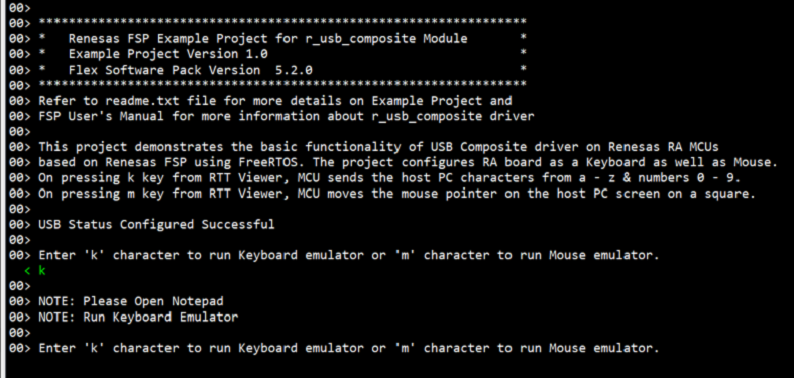 00>
00> *****************************************************************
00> *   Renesas FSP Example Project for r_usb_composite Module       *
00> *   Example Project Version 1.0                                  *
00> *   Flex Software Pack Version  5.2.0                            *
00> *****************************************************************
00> Refer to readme.txt file for more details on Example Project and
00> FSP User's Manual for more information about r_usb_composite driver
00>
00> This project demonstrates the basic functionality of USB Composite driver on Renesas RA MCUs
00> based on Renesas FSP using FreeRTOS. The project configures RA board as a Keyboard as well as Mouse.
00> On pressing k key from RTT Viewer, MCU sends the host PC characters from a - z & numbers 0 - 9.
00> On pressing m key from RTT Viewer, MCU moves the mouse pointer on the host PC screen on a square.
00>
00> USB Status Configured Successful
00>
00> Enter 'k' character to run Keyboard emulator or 'm' character to run Mouse emulator.
< k
00>
00> NOTE: Please Open Notepad
00> NOTE: Run Keyboard Emulator
00>
00> Enter 'k' character to run Keyboard emulator or 'm' character to run Mouse emulator.